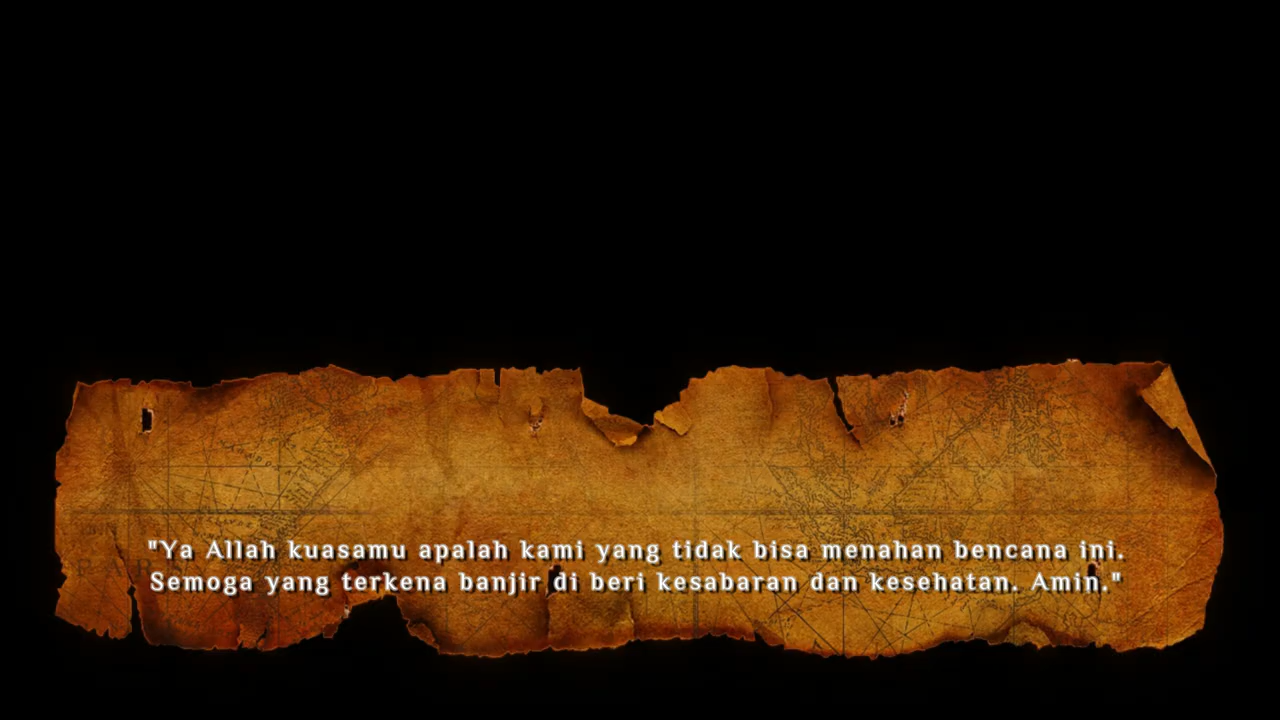 "Ya Allah kuasamu apalah kami yang tidak bisa menahan bencana ini.
Semoga yang terkena banjir di beri kesabaran dan kesehatan. Amin."